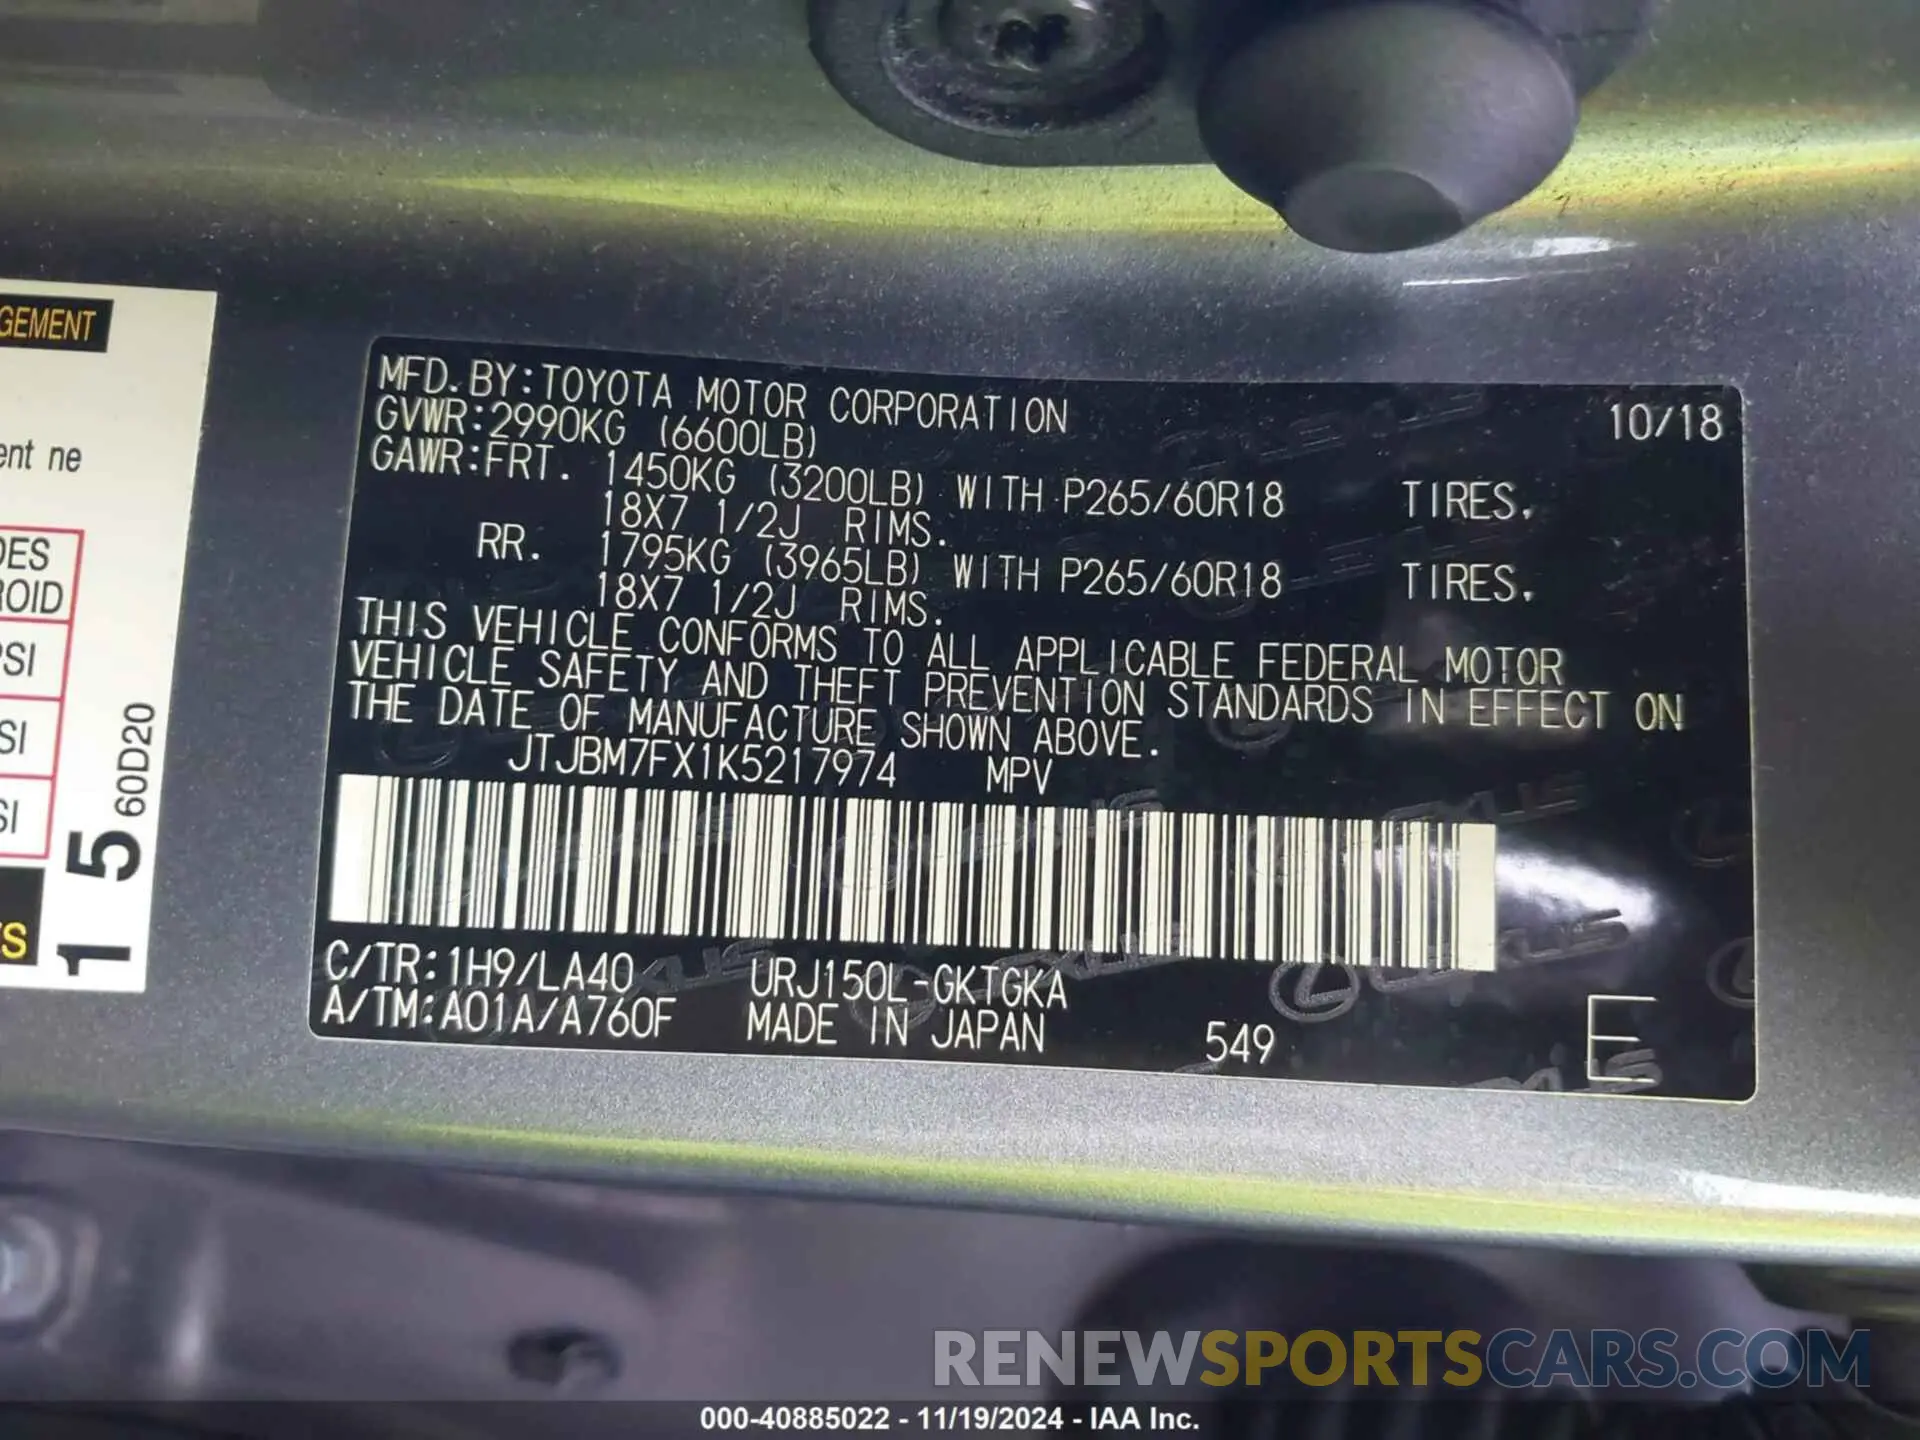 GEMENT
ent ne
DES
ROID
PSI
SI
SI
S
1 5
60D20
MFD.BY:TOYOTA MOTOR CORPORATION 10/18
GVWR:2990KG (6600LB)
GAWR:FRT. 1450KG (3200LB) WITH P265/60R18 TIRES,
18X7 1/2J RIMS.
RR. 1795KG (3965LB) WITH P265/60R18 TIRES,
18X7 1/2J RIMS.
THIS VEHICLE CONFORMS TO ALL APPLICABLE FEDERAL MOTOR
VEHICLE SAFETY AND THEFT PREVENTION STANDARDS IN EFFECT ON
THE DATE OF MANUFACTURE SHOWN ABOVE.
JTJBM7FX1K5217974 MPV
C/TR:1H9/LA40 URJ150L-GKTGKA
A/TM:A01A/A760F MADE IN JAPAN 549 E
LEXUS
RENEWSPORTSCARS.COM
000-40885022 - 11/19/2024 - IAA Inc.